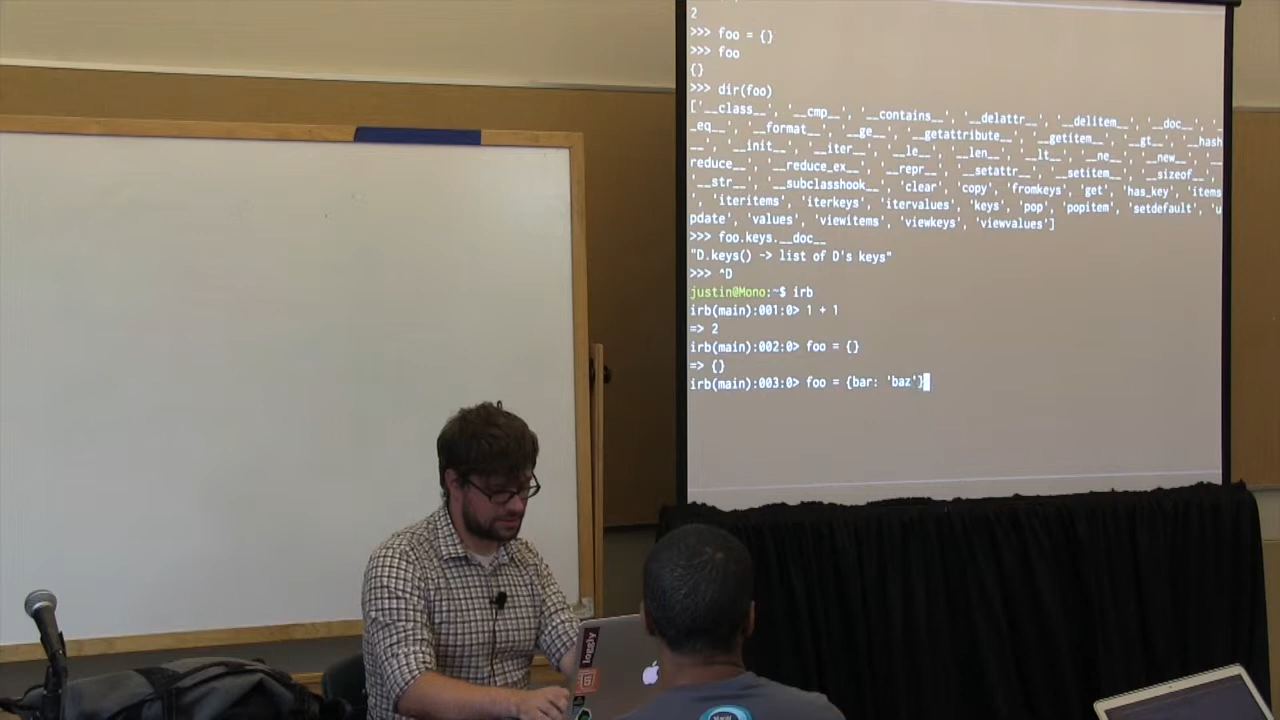 2
>>> foo = {}
>>> foo
{}
>>> dir(foo)
['__class__', '__cmp__', '__contains__', '__delattr__', '__delitem__', '__doc__', '_
_eq__', '__format__', '__ge__', '__getattribute__', '__getitem__', '__gt__', '__hash
__', '__init__', '__iter__', '__le__', '__len__', '__lt__', '__ne__', '__new__', '__
reduce__', '__reduce_ex__', '__repr__', '__setattr__', '__setitem__', '__sizeof__',
'__str__', '__subclasshook__', 'clear', 'copy', 'fromkeys', 'get', 'has_key', 'items
', 'iteritems', 'iterkeys', 'itervalues', 'keys', 'pop', 'popitem', 'setdefault', 'u
pdate', 'values', 'viewitems', 'viewkeys', 'viewvalues']
>>> foo.keys.__doc__
"D.keys() -> list of D's keys"
>>> ^D
justin@Mono:~$ irb
irb(main):001:0> 1 + 1
=> 2
irb(main):002:0> foo = {}
=> {}
irb(main):003:0> foo = {bar: 'baz'}
loggly